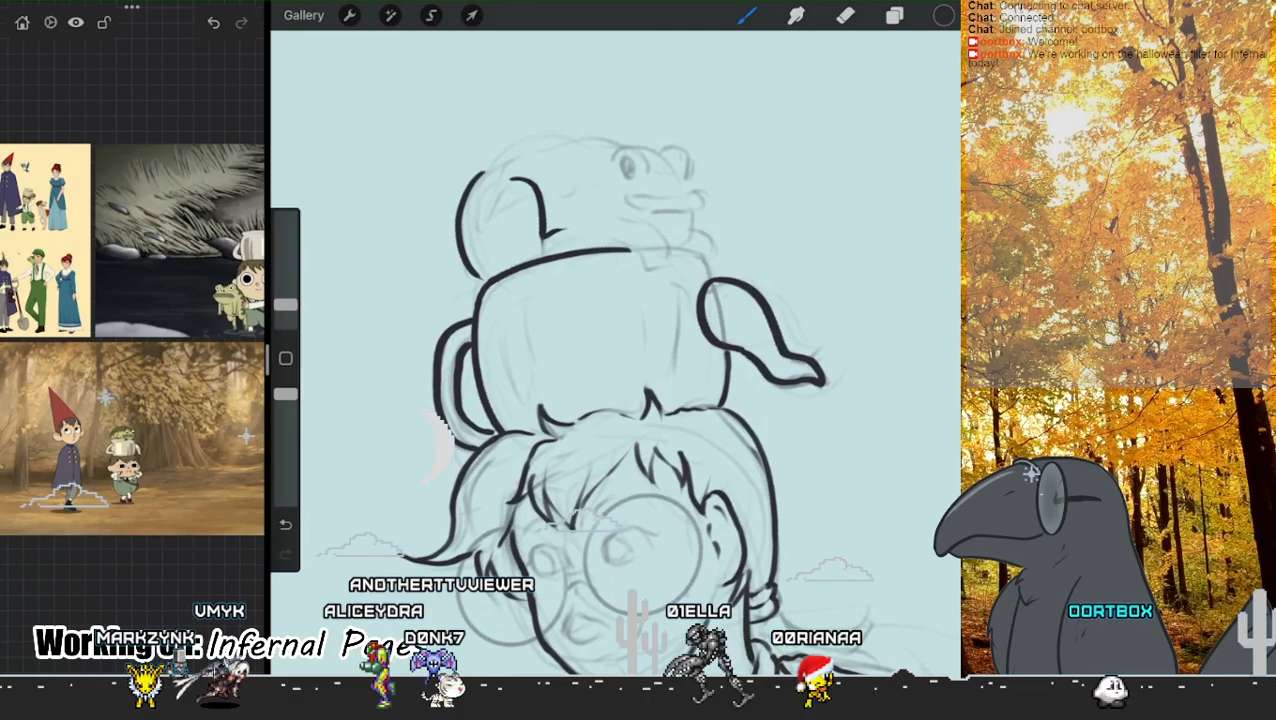 Gallery
Chat: Connecting to chat server.
Chat: Connected
Chat: Joined channel: oortbox.
oortbox: Welcome!
oortbox: We're working on the halloween filler for Infernal
today!
ANOTHERTTVVIEWER
UMYK
ALICEYDRA
01ELLA
OORTBOX
MARKZYNK
D0NK7
00RIANAA
Infernal Pages